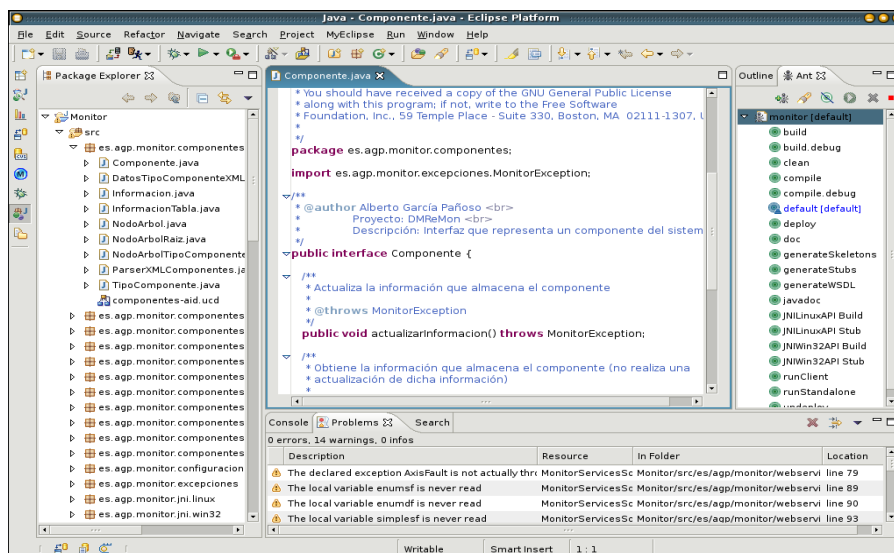 Java - Componente.java - Eclipse Platform
File Edit Source Refactor Navigate Search Project MyEclipse Run Window Help
Package Explorer
Monitor
src
es.agp.monitor.componentes
Componente.java
DatosTipoComponenteXML
Informacion.java
InformacionTabla.java
NodoArbol.java
NodoArbolRaiz.java
NodoArbolTipoComponente
ParserXMLComponentes.ja
TipoComponente.java
componentes-aid.ucd
es.agp.monitor.componentes
es.agp.monitor.componentes
es.agp.monitor.componentes
es.agp.monitor.componentes
es.agp.monitor.componentes
es.agp.monitor.componentes
es.agp.monitor.componentes
es.agp.monitor.componentes
es.agp.monitor.configuracion
es.agp.monitor.excepciones
es.agp.monitor.jni.linux
es.agp.monitor.jni.win32
Componente.java
* You should have received a copy of the GNU General Public License
* along with this program; if not, write to the Free Software
* Foundation, Inc., 59 Temple Place - Suite 330, Boston, MA 02111-1307, U
*
*/
package es.agp.monitor.componentes;
import es.agp.monitor.excepciones.MonitorException;
/**
* @author Alberto García Pañoso <br>
* Proyecto: DMReMon <br>
* Descripción: Interfaz que representa un componente del sistem
*/
public interface Componente {
/**
* Actualiza la información que almacena el componente
*
* @throws MonitorException
*/
public void actualizarInformacion() throws MonitorException;
/**
* Obtiene la información que almacena el componente (no realiza una
* actualización de dicha información)
*
Outline Ant
monitor [default]
build
build.debug
clean
compile
compile.debug
default [default]
deploy
doc
generateSkeletons
generateStubs
generateWSDL
javadoc
JNILinuxAPI Build
JNILinuxAPI Stub
JNIWin32API Build
JNIWin32API Stub
runClient
runStandalone
undeploy
Console Problems Search
0 errors, 14 warnings, 0 infos
Description Resource In Folder Location
The declared exception AxisFault is not actually thro MonitorServicesSc Monitor/src/es/agp/monitor/webservi line 79
The local variable enumsf is never read MonitorServicesSc Monitor/src/es/agp/monitor/webservi line 89
The local variable enumdf is never read MonitorServicesSc Monitor/src/es/agp/monitor/webservi line 90
The local variable simplesf is never read MonitorServicesSc Monitor/src/es/agp/monitor/webservi line 93
Writable Smart Insert 1 : 1